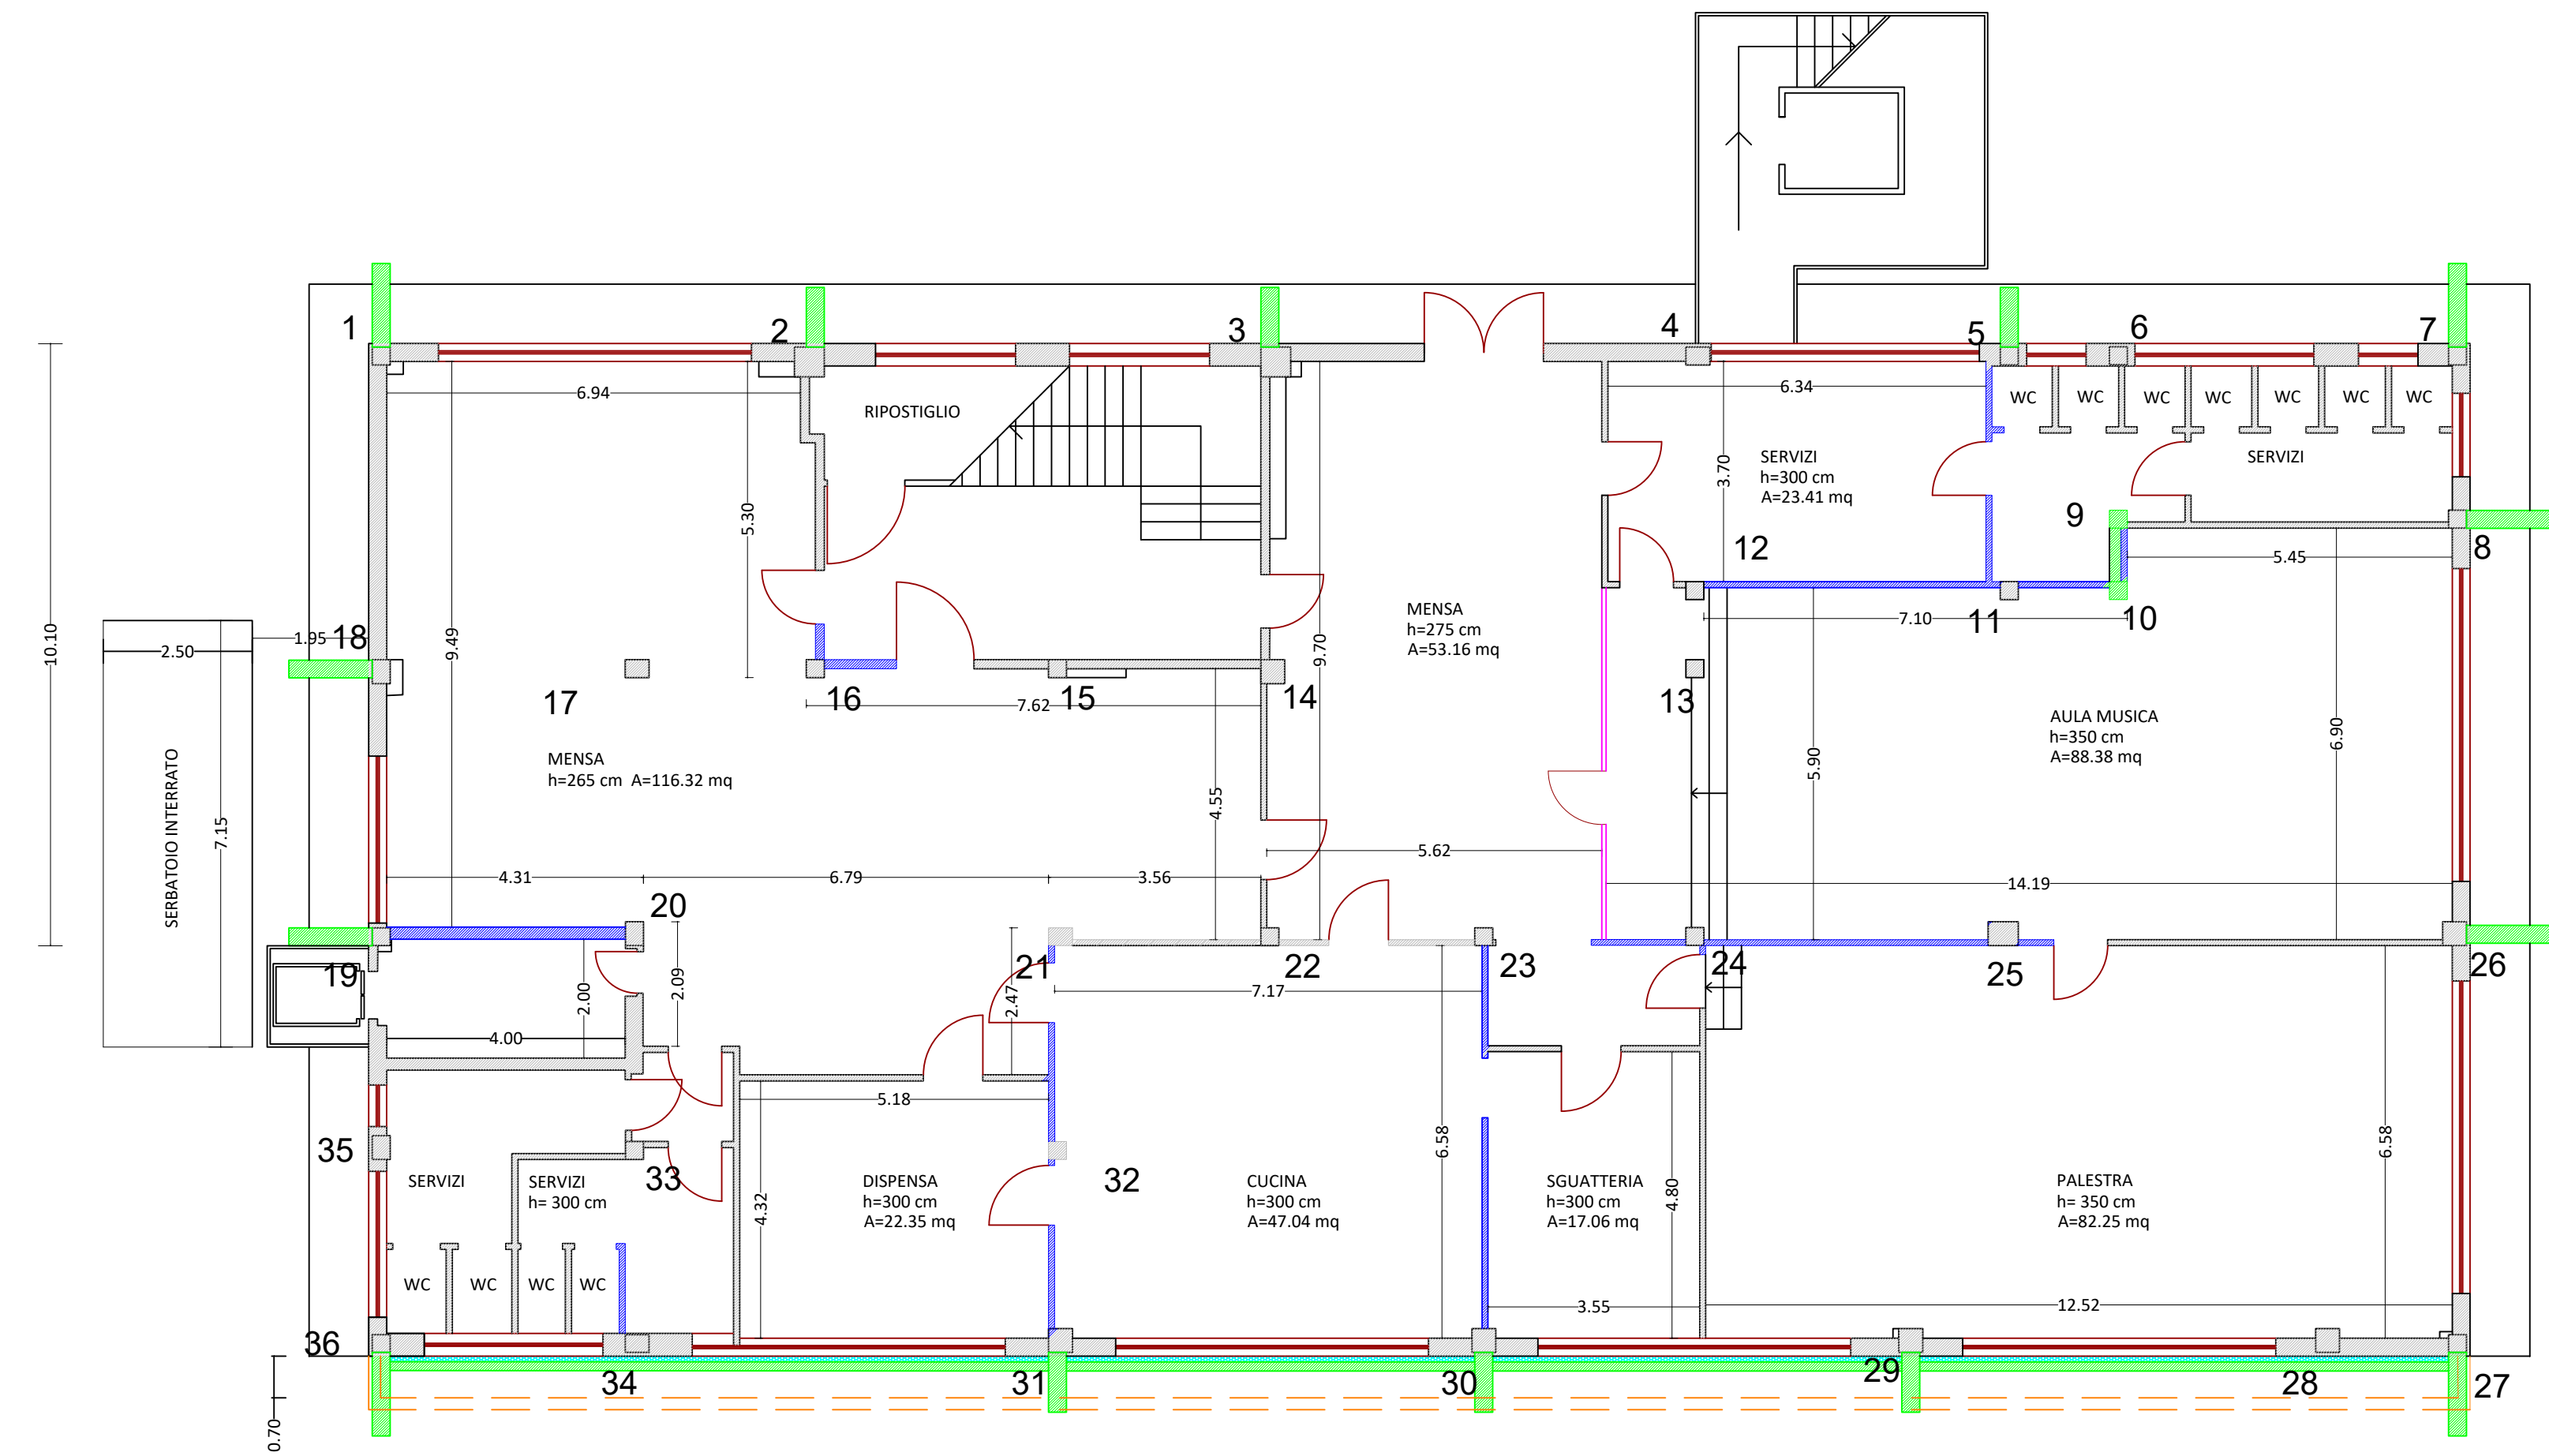 1
2
3
4
5
6
7
6.94
RIPOSTIGLIO
6.34
WC
WC
WC
WC
WC
WC
WC
SERVIZI
h=300 cm
A=23.41 mq
3.70
SERVIZI
5.30
9
12
8
5.45
10.10
1.95
18
2.50
9.49
MENSA
h=275 cm
A=53.16 mq
9.70
7.10
11
10
17
16
7.62
15
14
13
AULA MUSICA
h=350 cm
A=88.38 mq
6.90
5.90
MENSA
h=265 cm A=116.32 mq
SERBATOIO INTERRATO
7.15
4.55
5.62
4.31
6.79
3.56
14.19
20
19
2.00
2.09
21
2.47
22
23
24
25
26
7.17
4.00
5.18
35
SERVIZI
SERVIZI
h= 300 cm
33
4.32
DISPENSA
h=300 cm
A=22.35 mq
32
CUCINA
h=300 cm
A=47.04 mq
6.58
SGUATTERIA
h=300 cm
A=17.06 mq
4.80
PALESTRA
h= 350 cm
A=82.25 mq
6.58
WC
WC
WC
WC
3.55
12.52
36
34
31
30
29
28
27
0.70